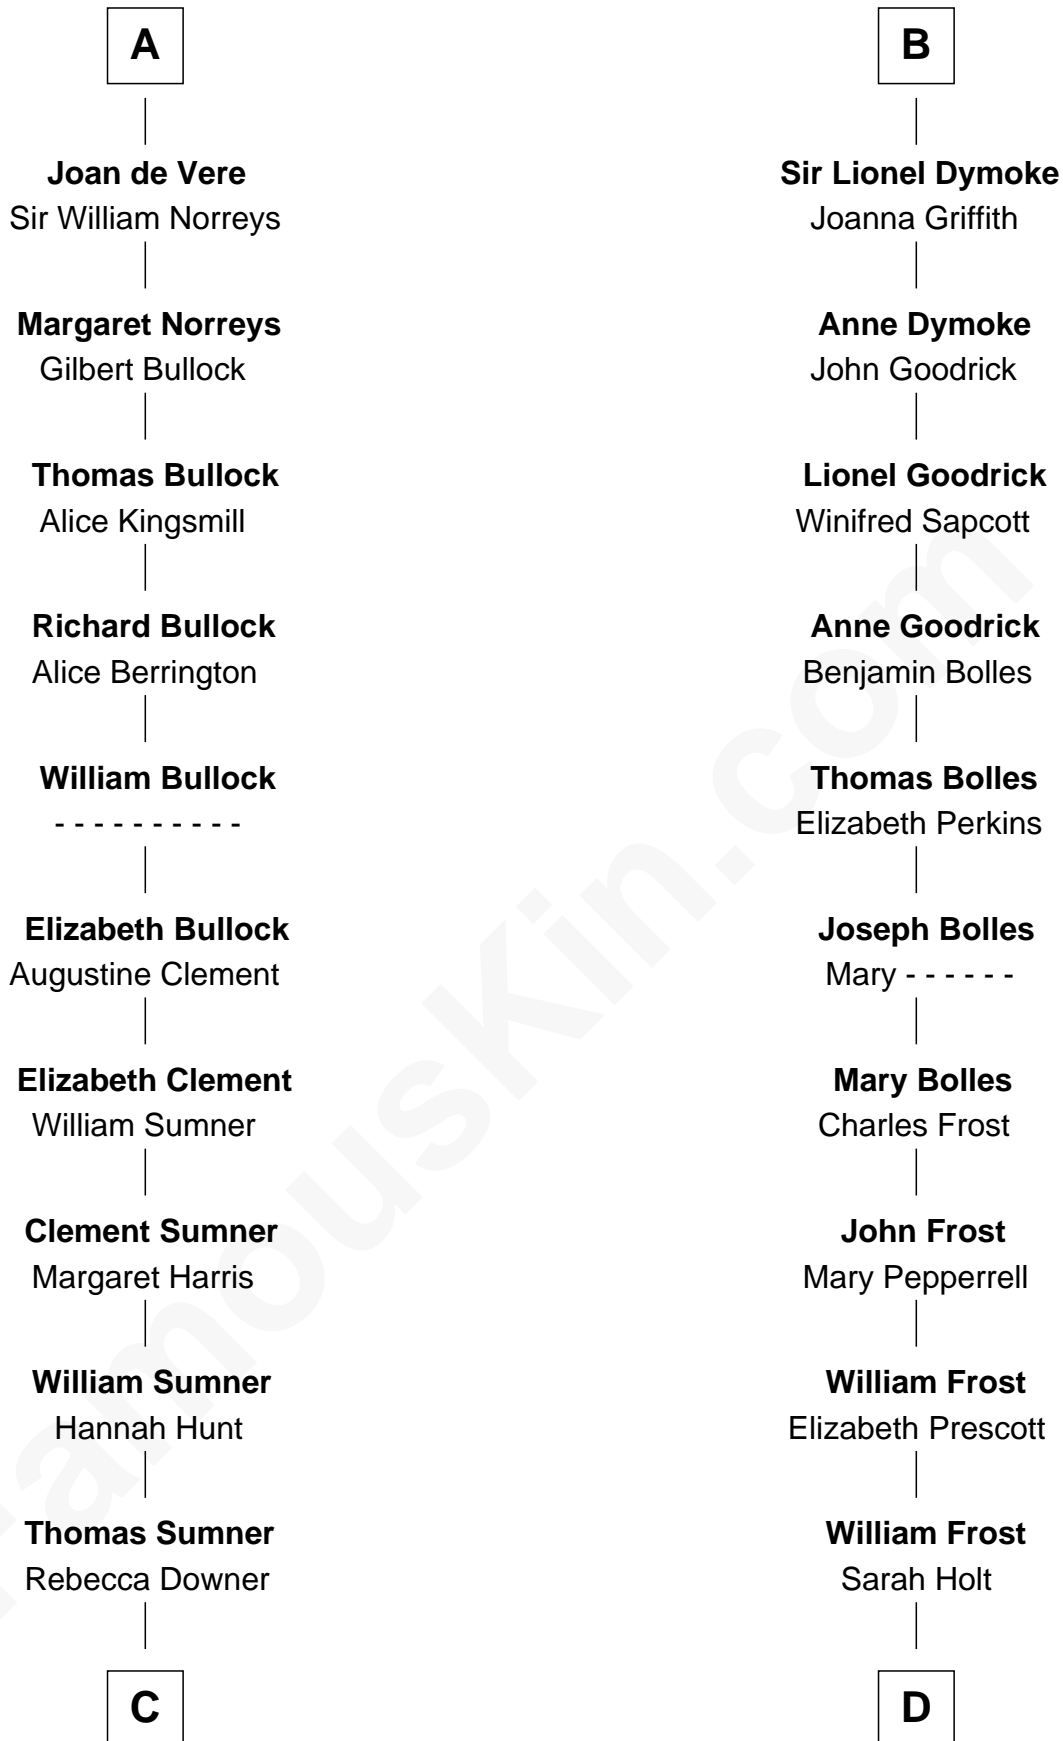 A
Joan de Vere
Sir William Norreys
Margaret Norreys
Gilbert Bullock
Thomas Bullock
Alice Kingsmill
Richard Bullock
Alice Berrington
William Bullock
- - - - - - - - - -
Elizabeth Bullock
Augustine Clement
Elizabeth Clement
William Sumner
Clement Sumner
Margaret Harris
William Sumner
Hannah Hunt
Thomas Sumner
Rebecca Downer
C
B
Sir Lionel Dymoke
Joanna Griffith
Anne Dymoke
John Goodrick
Lionel Goodrick
Winifred Sapcott
Anne Goodrick
Benjamin Bolles
Thomas Bolles
Elizabeth Perkins
Joseph Bolles
Mary - - - - - -
Mary Bolles
Charles Frost
John Frost
Mary Pepperrell
William Frost
Elizabeth Prescott
William Frost
Sarah Holt
D
FamousKin.com